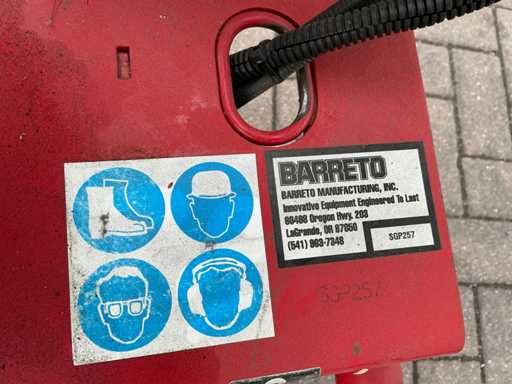 BARRETO
BARRETO MANUFACTURING, INC.
Innovative Equipment Engineered To Last
66498 Oregon Hwy. 203
LaGrande, OR 97850
(541) 963-7348
SGP257
SGP257